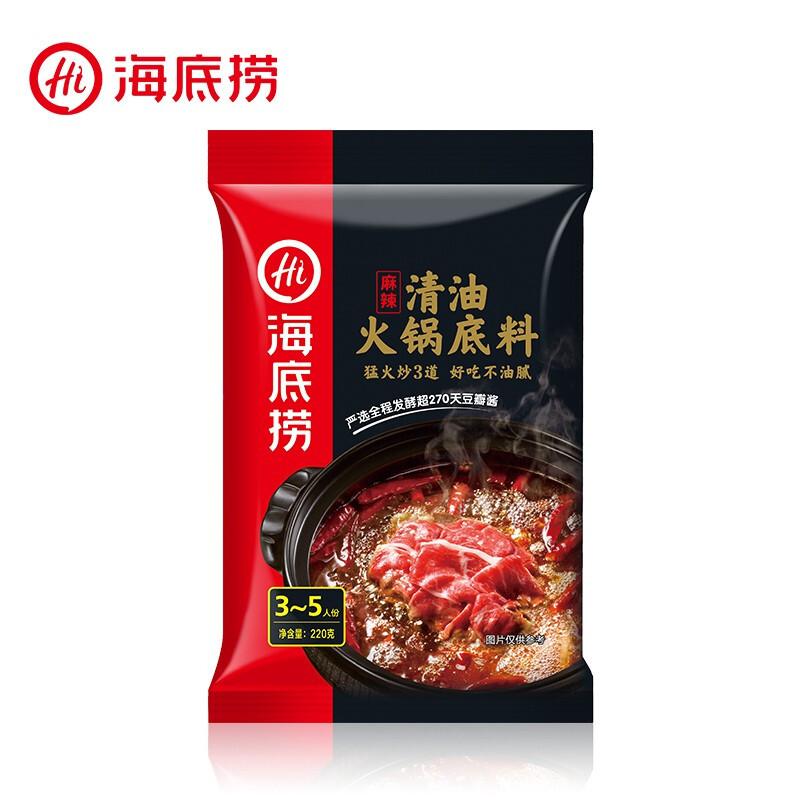 Hi 海底捞
Hi
海底捞
麻辣
清油
火锅底料
猛火炒3道 好吃不油腻
严选全程发酵超270天豆瓣酱
3~5人份
净含量：220克
图片仅供参考